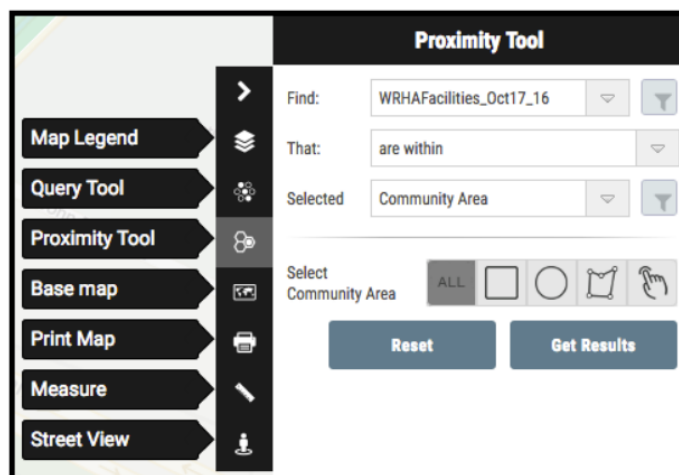 Proximity Tool
Find: WRHAFacilities_Oct17_16
That: are within
Selected Community Area
Select
Community Area
ALL
Reset Get Results
Map Legend
Query Tool
Proximity Tool
Base map
Print Map
Measure
Street View